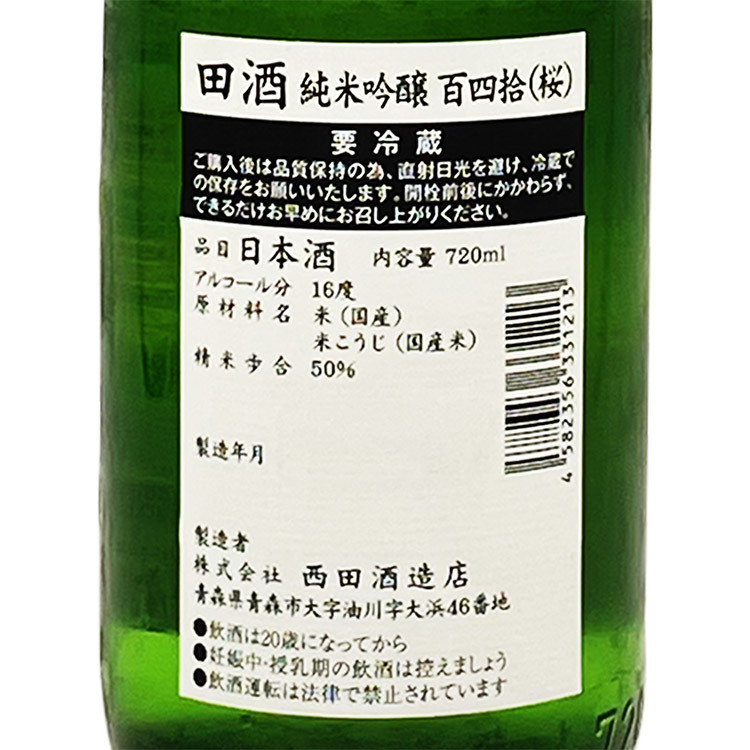 田酒 純米吟醸 百四拾(桜)
要冷蔵
ご購入後は品質保持の為、直射日光を避け、冷蔵で
の保存をお願いいたします。開栓前後にかかわらず、
できるだけお早めにお召し上がりください。
品目 日本酒 内容量 720ml
アルコール分 16度
原材料名 米(国産)
米こうじ(国産米)
精米歩合 50%
4 582356 331213
製造年月
製造者
株式会社 西田酒造店
青森県青森市大字油川字大浜46番地
●飲酒は20歳になってから
●妊娠中・授乳期の飲酒は控えましょう
●飲酒運転は法律で禁止されています